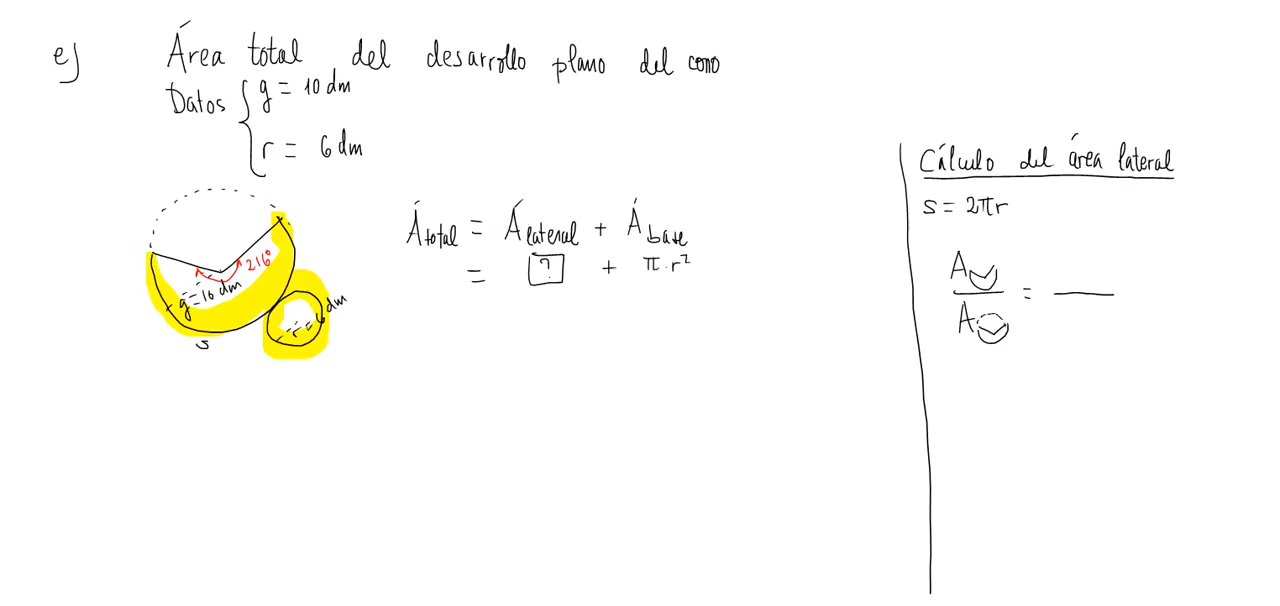 e) Área total del desarrollo plano del cono
Datos { g = 10 dm
r = 6 dm
216°
g = 10 dm
r = 6 dm
s
Átotal = Álateral + Ábase
= [?] + π·r²
Cálculo del área lateral
s = 2πr
A
— = —
A